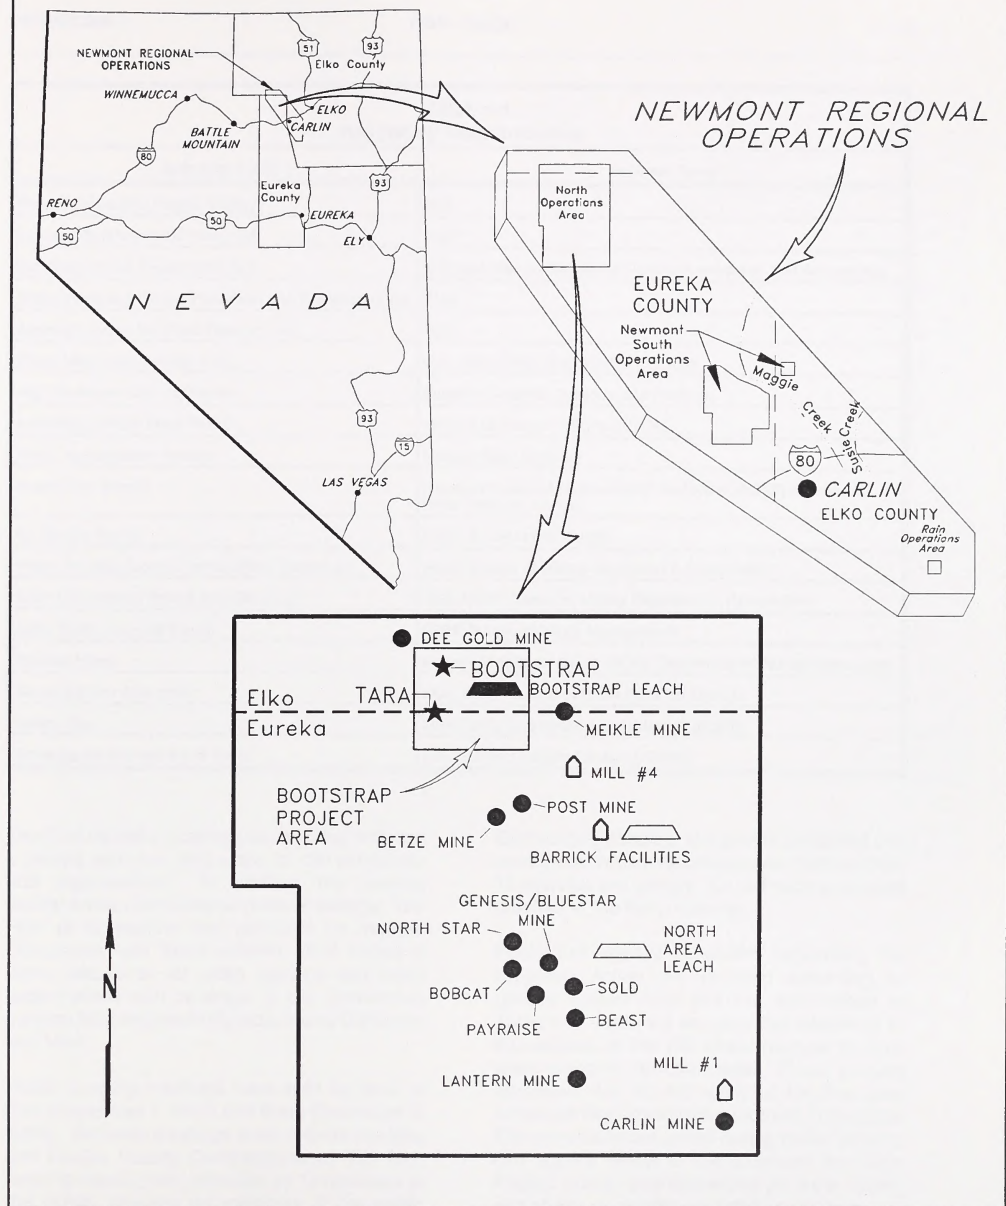 51
93
Elko County
NEWMONT REGIONAL
OPERATIONS
WINNEMUCCA
ELKO
CARLIN
BATTLE
MOUNTAIN
80
93
Eureka
County
RENO
EUREKA
50
50
ELY
NEVADA
93
15
LAS VEGAS
NEWMONT REGIONAL
OPERATIONS
North
Operations
Area
EUREKA
COUNTY
Newmont
South
Operations
Area
Maggie
Creek
Susie Creek
80
CARLIN
ELKO COUNTY
Rain
Operations
Area
DEE GOLD MINE
BOOTSTRAP
BOOTSTRAP LEACH
TARA
Elko
Eureka
MEIKLE MINE
MILL #4
BOOTSTRAP
PROJECT
AREA
POST MINE
BETZE MINE
BARRICK FACILITIES
GENESIS/BLUESTAR
MINE
NORTH STAR
NORTH
AREA
LEACH
BOBCAT
SOLD
PAYRAISE
BEAST
N
LANTERN MINE
MILL #1
CARLIN MINE